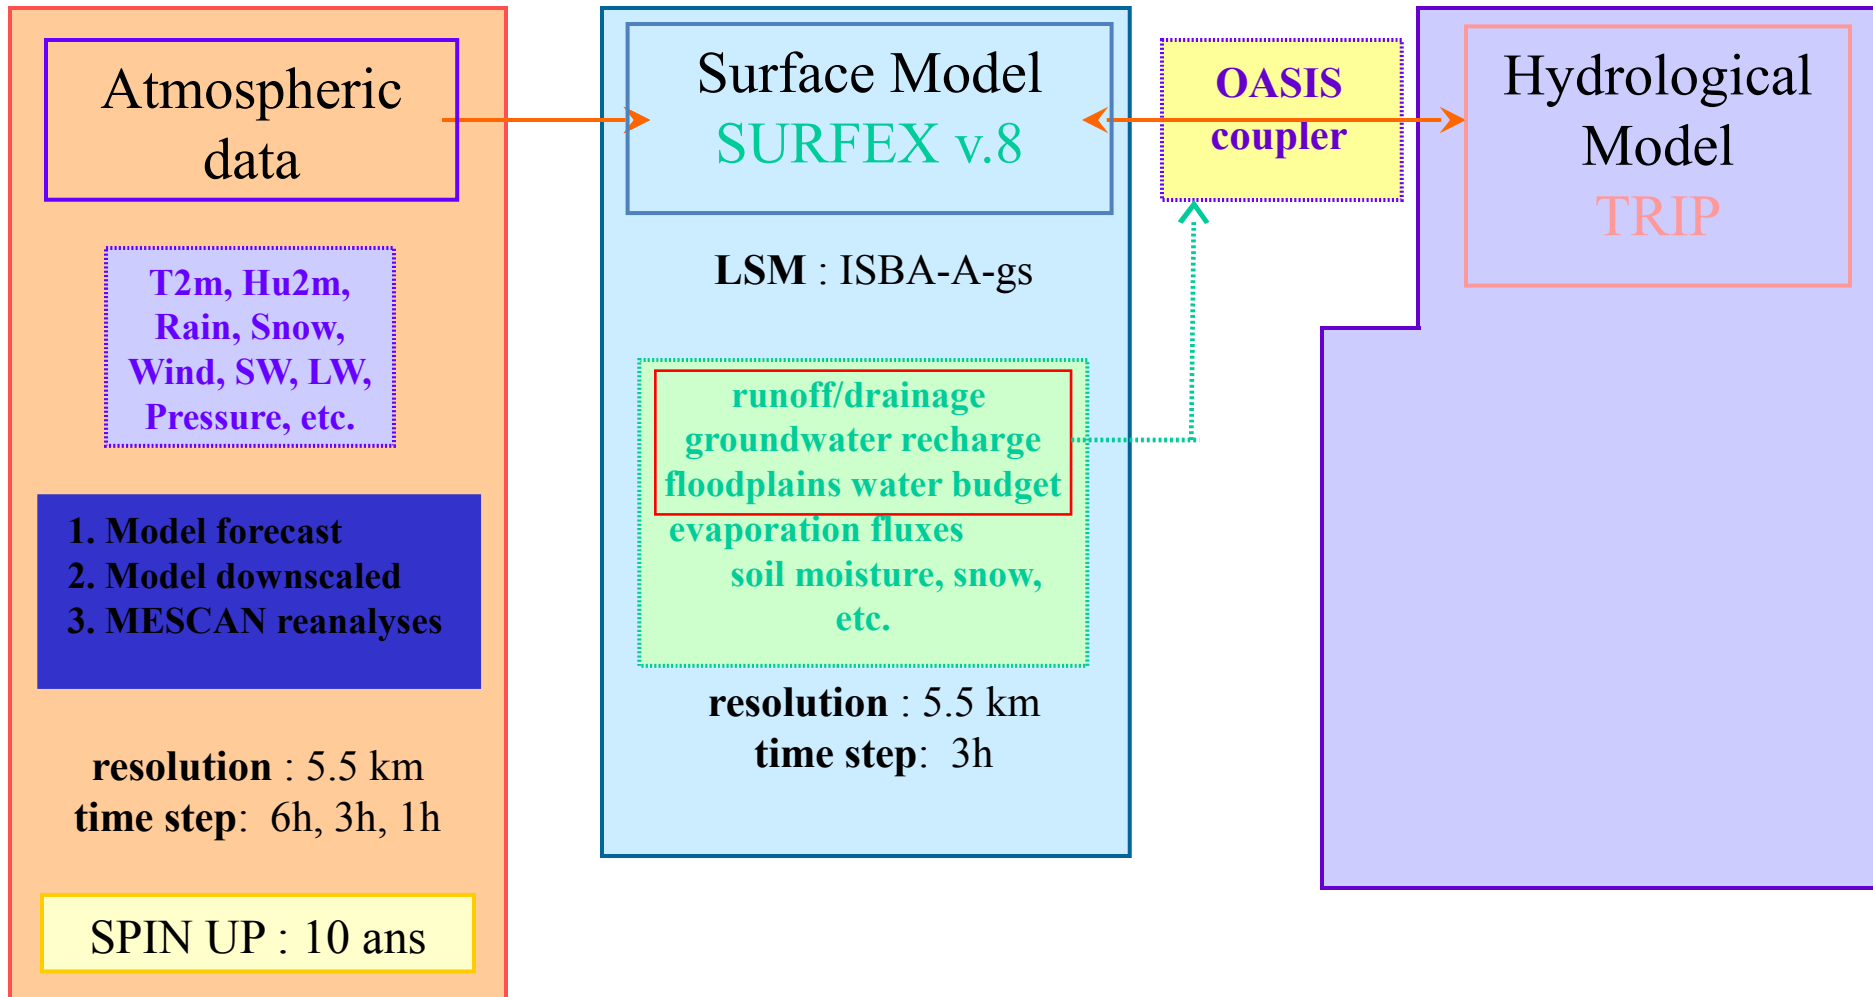 Atmospheric
data
T2m, Hu2m,
Rain, Snow,
Wind, SW, LW,
Pressure, etc.
1. Model forecast
2. Model downscaled
3. MESCAN reanalyses
resolution : 5.5 km
time step: 6h, 3h, 1h
SPIN UP : 10 ans
Surface Model
SURFEX v.8
LSM : ISBA-A-gs
runoff/drainage
groundwater recharge
floodplains water budget
evaporation fluxes
soil moisture, snow,
etc.
resolution : 5.5 km
time step: 3h
OASIS
coupler
Hydrological
Model
TRIP